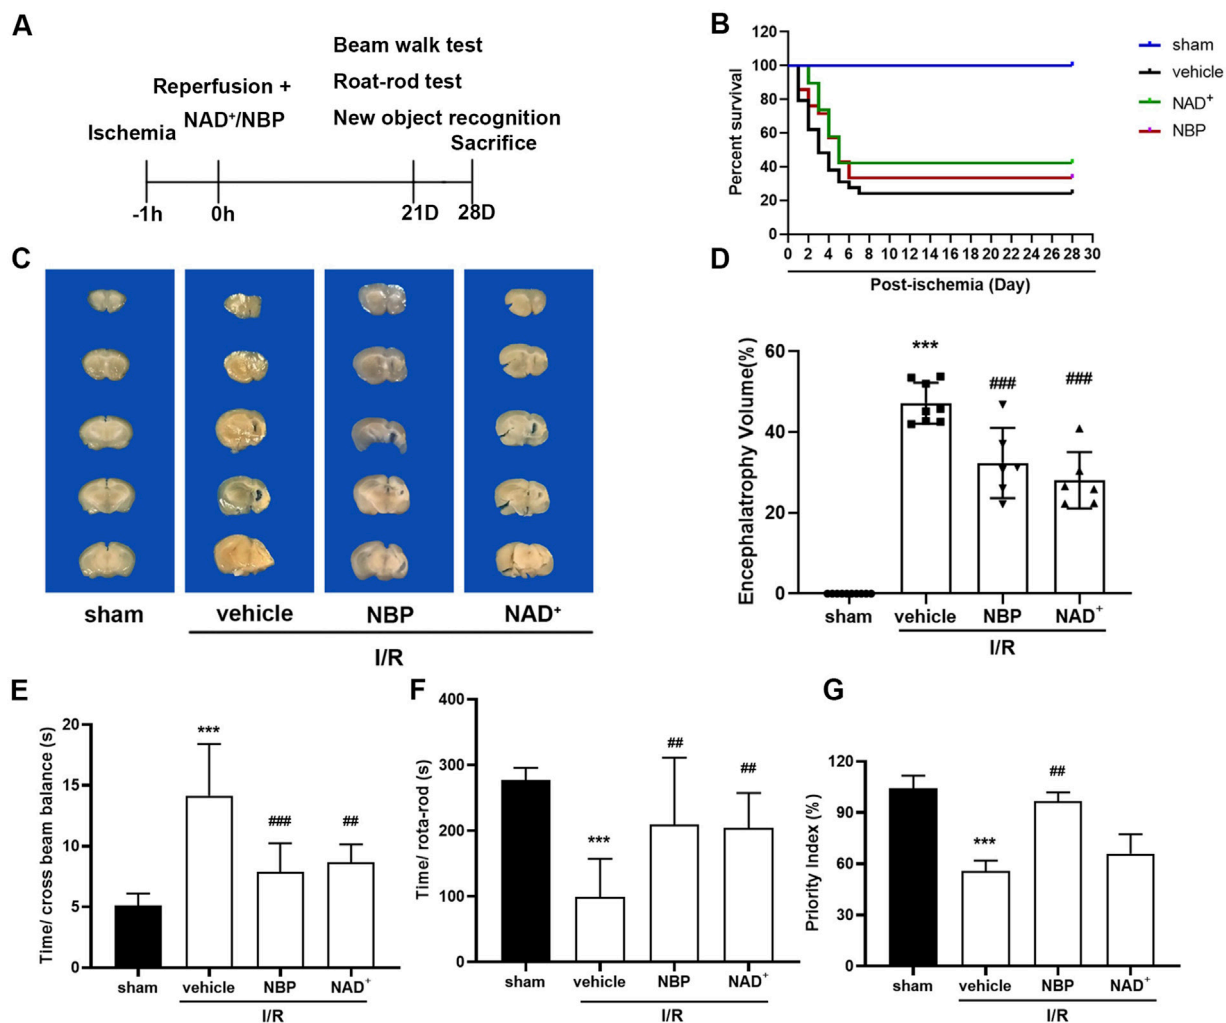 A
Beam walk test
Reperfusion +
Roat-rod test
NAD⁺/NBP
New object recognition
Ischemia
Sacrifice
-1h
0h
21D
28D
B
Percent survival
120
100
80
60
40
20
0
0 2 4 6 8 10 12 14 16 18 20 22 24 26 28 30
Post-ischemia (Day)
sham
vehicle
NAD⁺
NBP
C
sham
vehicle
NBP
NAD⁺
I/R
D
Encephalatrophy Volume(%)
60
40
20
0
***
###
###
sham
vehicle
NBP
NAD⁺
I/R
E
Time/ cross beam balance (s)
20
15
10
5
0
***
###
##
sham
vehicle
NBP
NAD⁺
I/R
F
Time/ rota-rod (s)
400
300
200
100
0
***
##
##
sham
vehicle
NBP
NAD⁺
I/R
G
Priority Index (%)
120
90
60
30
0
***
##
sham
vehicle
NBP
NAD⁺
I/R